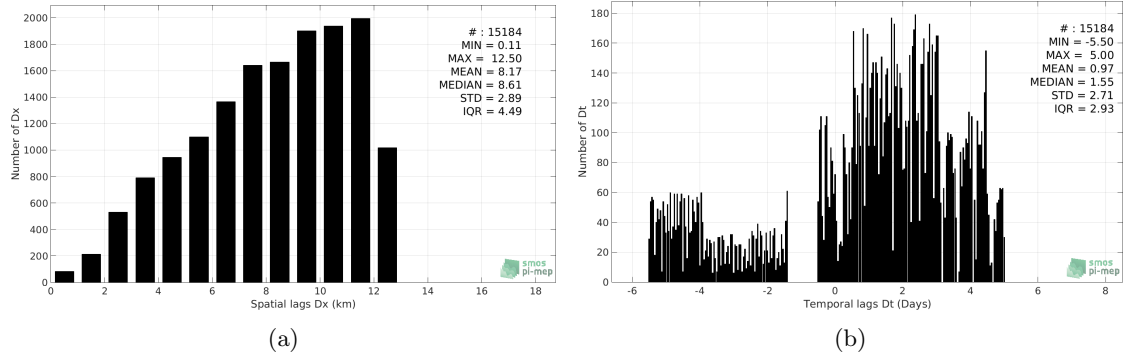 # : 15184
MIN = 0.11
MAX = 12.50
MEAN = 8.17
MEDIAN = 8.61
STD = 2.89
IQR = 4.49
Number of Dx
2000
1800
1600
1400
1200
1000
800
600
400
200
0
0 2 4 6 8 10 12 14 16 18
Spatial lags Dx (km)
smos
pi-mep
(a)
# : 15184
MIN = -5.50
MAX = 5.00
MEAN = 0.97
MEDIAN = 1.55
STD = 2.71
IQR = 2.93
Number of Dt
180
160
140
120
100
80
60
40
20
0
-6 -4 -2 0 2 4 6 8
Temporal lags Dt (Days)
smos
pi-mep
(b)